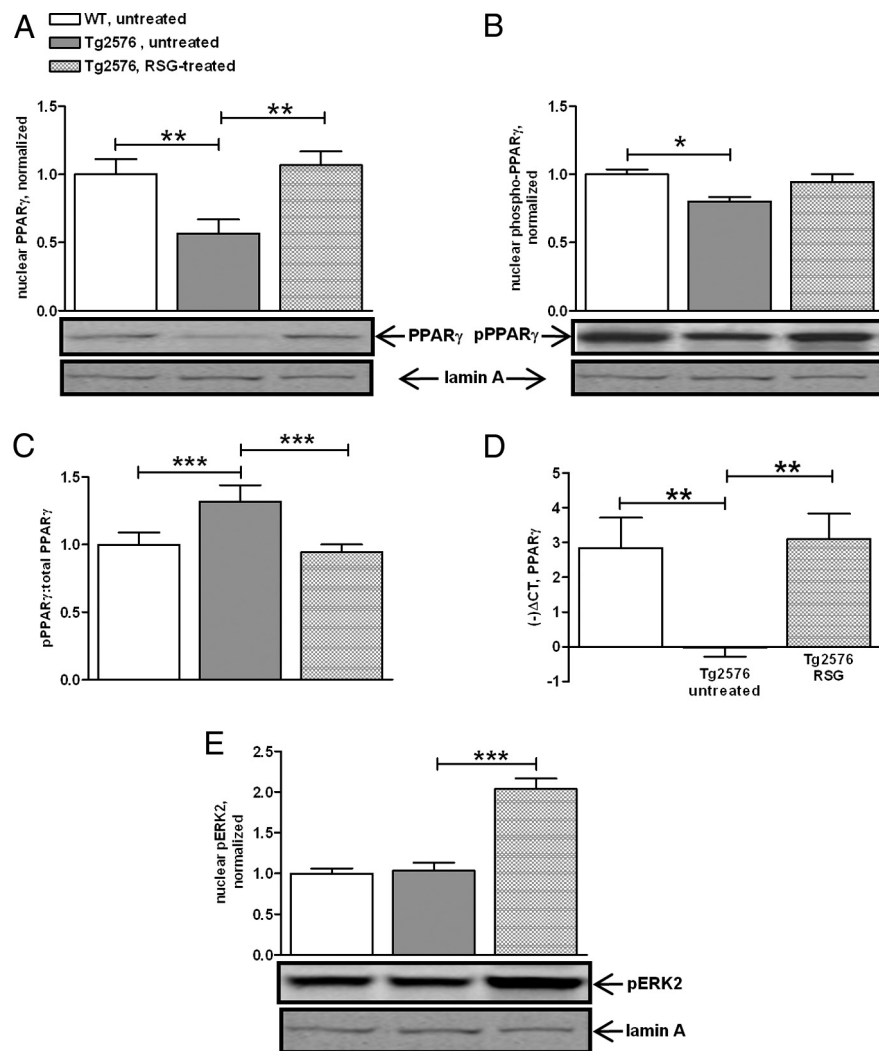 A
WT, untreated
Tg2576 , untreated
Tg2576, RSG-treated
nuclear PPARγ, normalized
1.5
1.0
0.5
0.0
**
**
B
nuclear phospho-PPARγ,
normalized
1.5
1.0
0.5
0.0
*
PPARγ
pPPARγ
lamin A
C
pPPARγ:total PPARγ
1.5
1.0
0.5
0.0
***
***
D
(-)ΔCT, PPARγ
5
4
3
2
1
0
-1
**
**
Tg2576
untreated
Tg2576
RSG
E
nuclear pERK2,
normalized
2.5
2.0
1.5
1.0
0.5
0.0
***
pERK2
lamin A